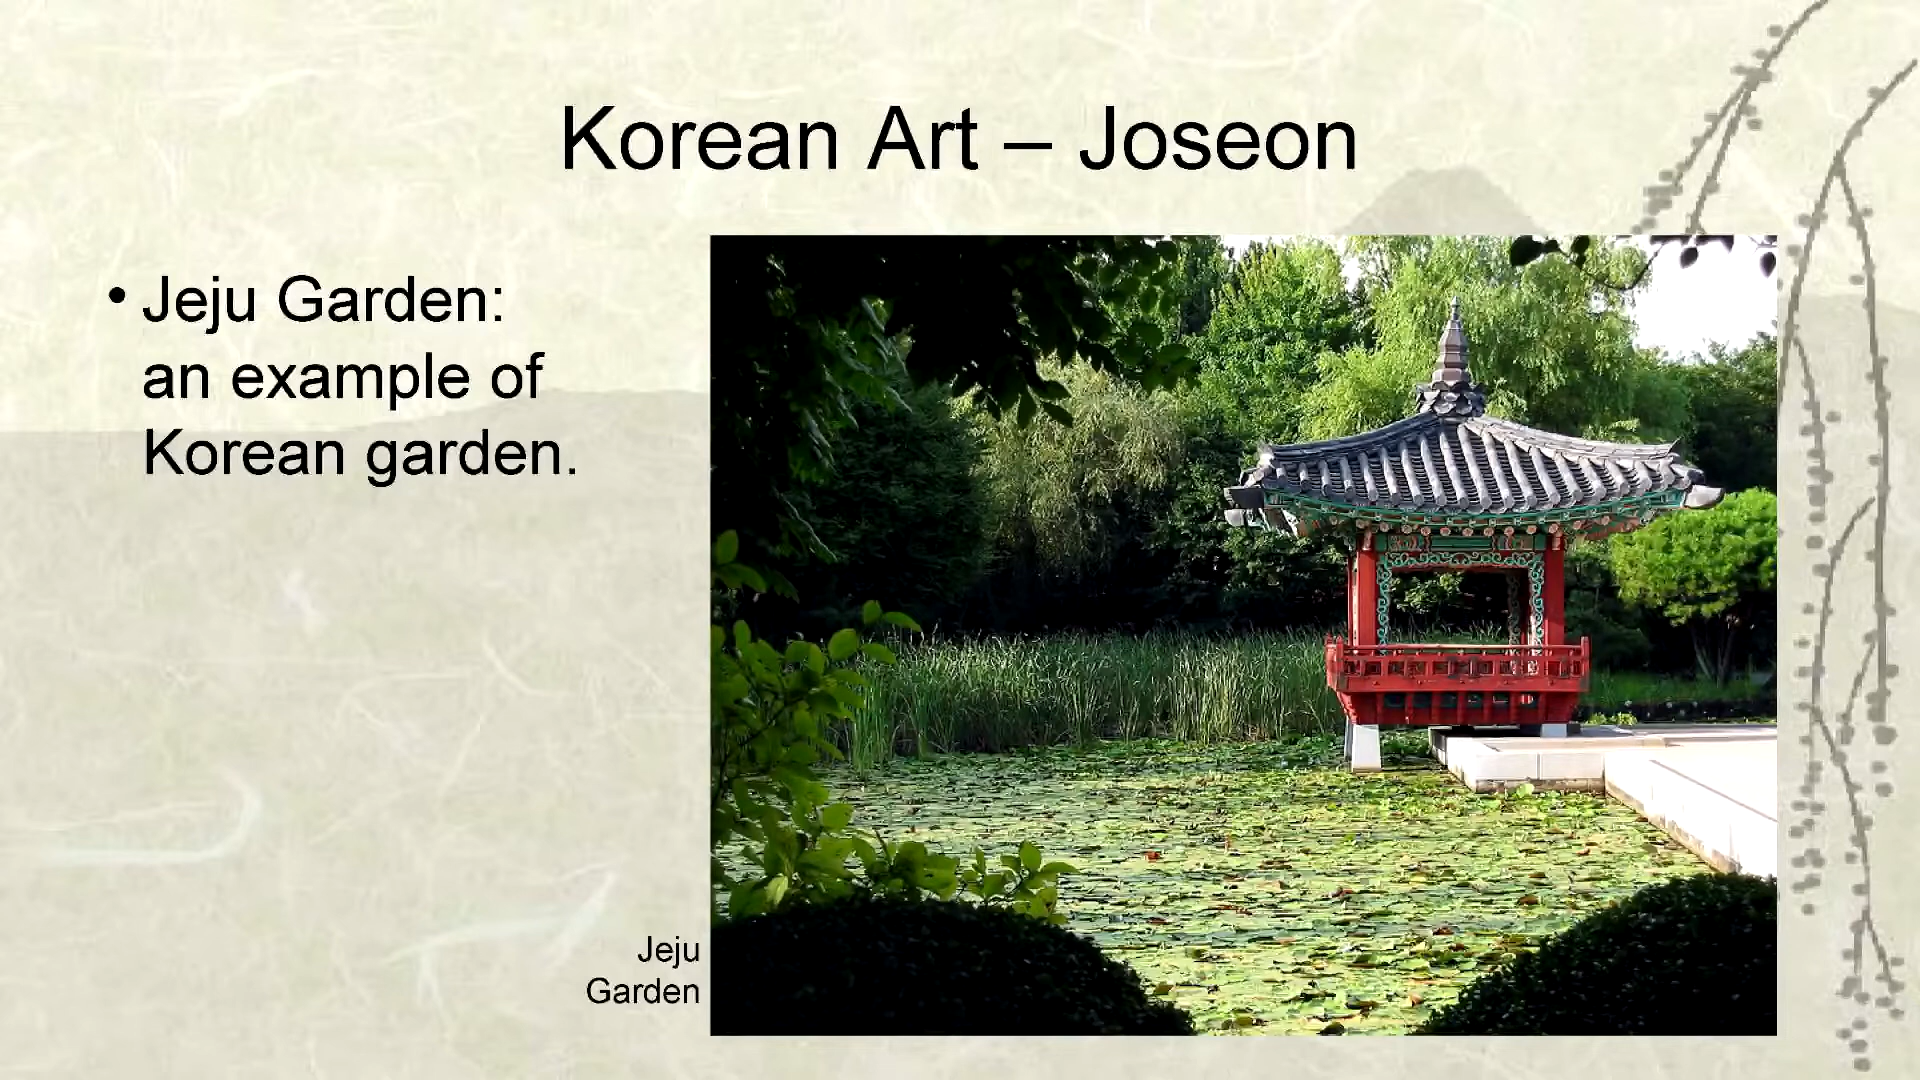 Korean Art – Joseon
• Jeju Garden:
an example of
Korean garden.
Jeju
Garden